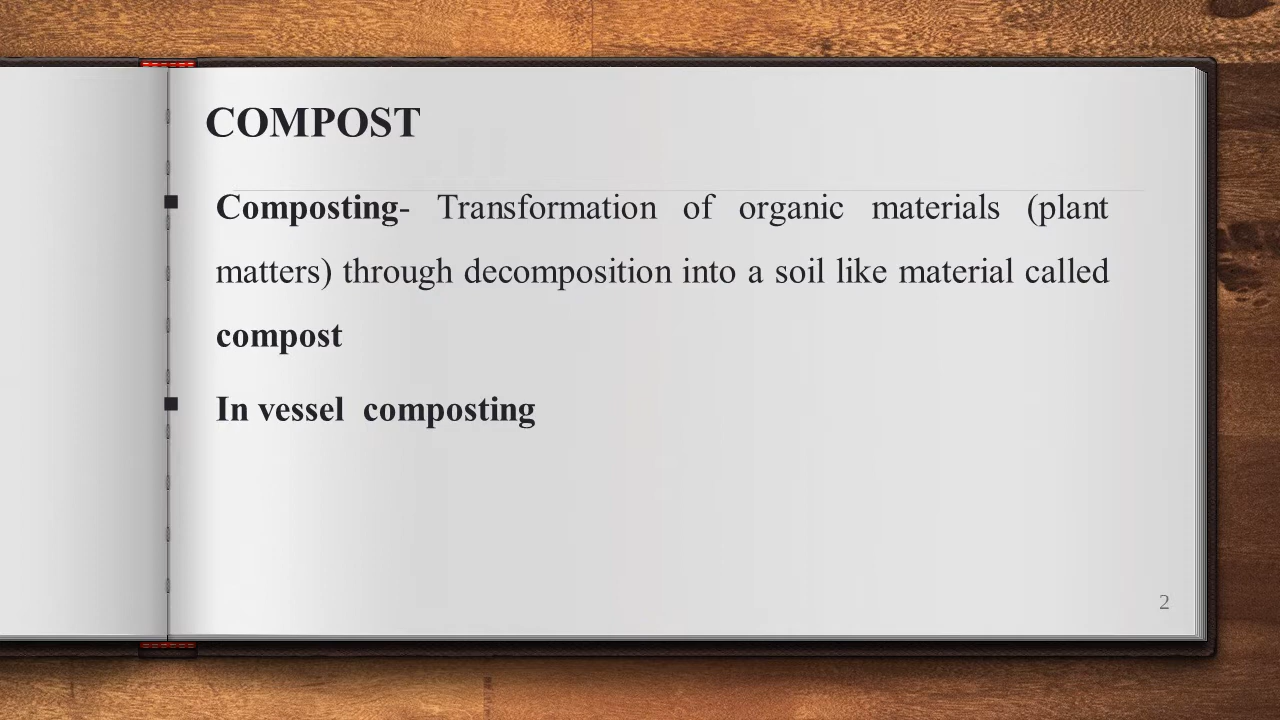 COMPOST
▪ Composting- Transformation of organic materials (plant
matters) through decomposition into a soil like material called
compost
▪ In vessel  composting
2